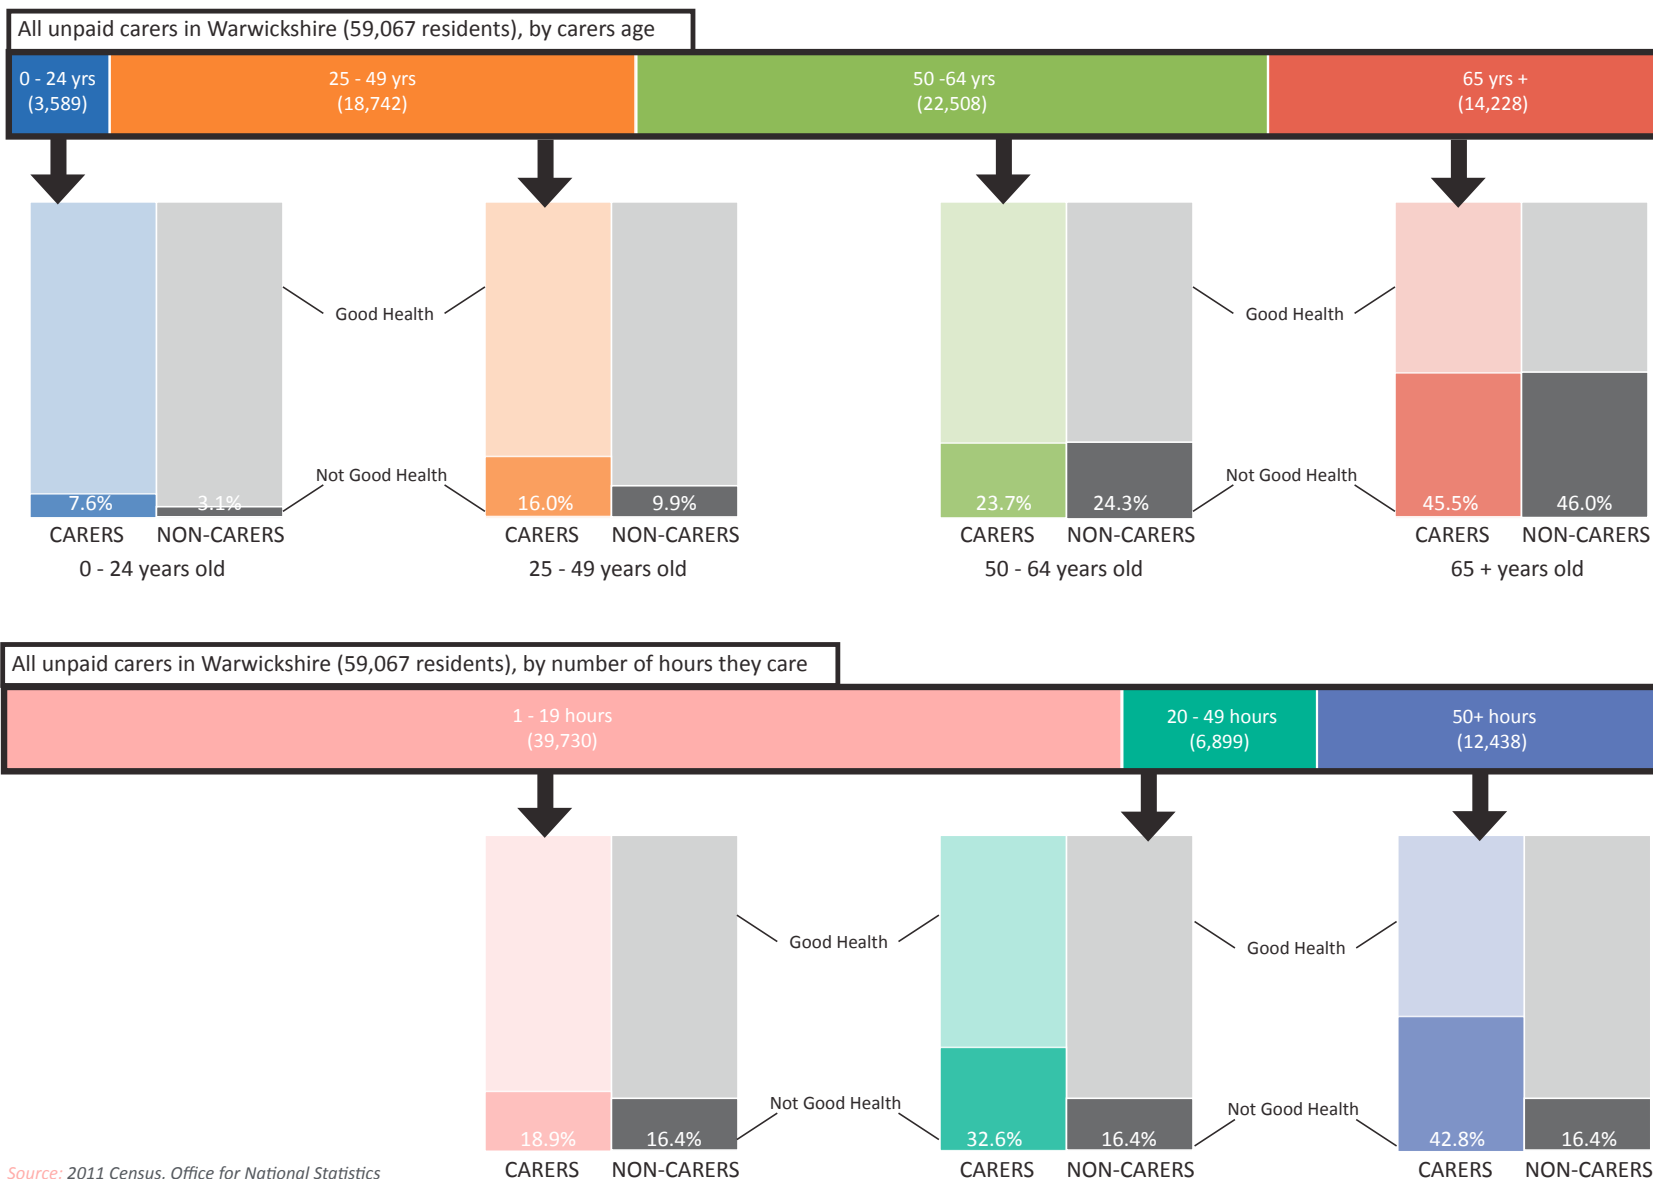 All unpaid carers in Warwickshire (59,067 residents), by carers age
0 - 24 yrs
(3,589)
25 - 49 yrs
(18,742)
50 -64 yrs
(22,508)
65 yrs +
(14,228)
Good Health
Good Health
Not Good Health
Not Good Health
7.6%
3.1%
16.0%
9.9%
23.7%
24.3%
45.5%
46.0%
CARERS
NON-CARERS
CARERS
NON-CARERS
CARERS
NON-CARERS
CARERS
NON-CARERS
0 - 24 years old
25 - 49 years old
50 - 64 years old
65 + years old
All unpaid carers in Warwickshire (59,067 residents), by number of hours they care
1 - 19 hours
(39,730)
20 - 49 hours
(6,899)
50+ hours
(12,438)
Good Health
Good Health
Not Good Health
Not Good Health
18.9%
16.4%
32.6%
16.4%
42.8%
16.4%
CARERS
NON-CARERS
CARERS
NON-CARERS
CARERS
NON-CARERS
Source: 2011 Census, Office for National Statistics